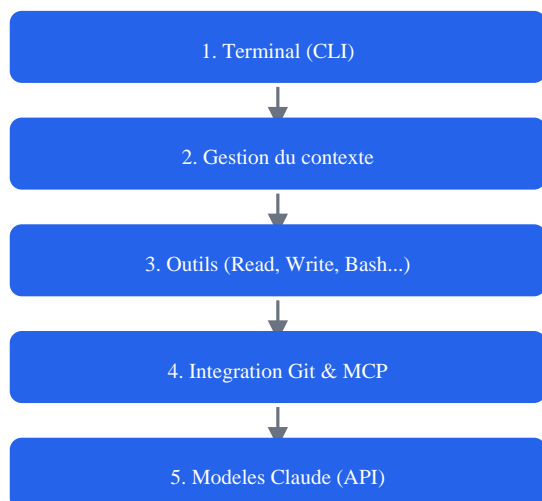 1. Terminal (CLI)
2. Gestion du contexte
3. Outils (Read, Write, Bash...)
4. Integration Git & MCP
5. Modeles Claude (API)